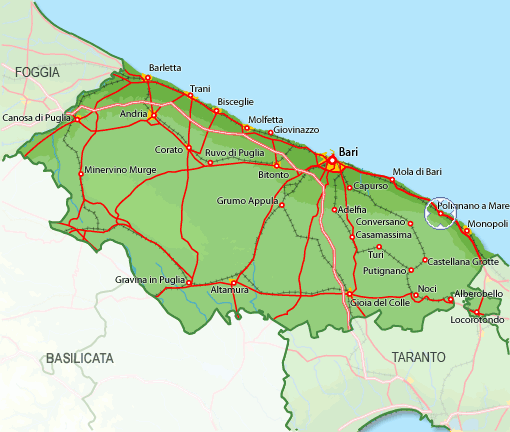 FOGGIA
Barletta
Trani
Bisceglie
Canosa di Puglia
Andria
Molfetta
Giovinazzo
Corato
Ruvo di Puglia
Bari
Minervino Murge
Bitonto
Mola di Bari
Capurso
Grumo Appula
Adelfia
Polignano a Mare
Conversano
Monopoli
Casamassima
Turi
Castellana Grotte
Putignano
Gravina in Puglia
Altamura
Noci
Alberobello
Gioia del Colle
Locorotondo
BASILICATA
TARANTO